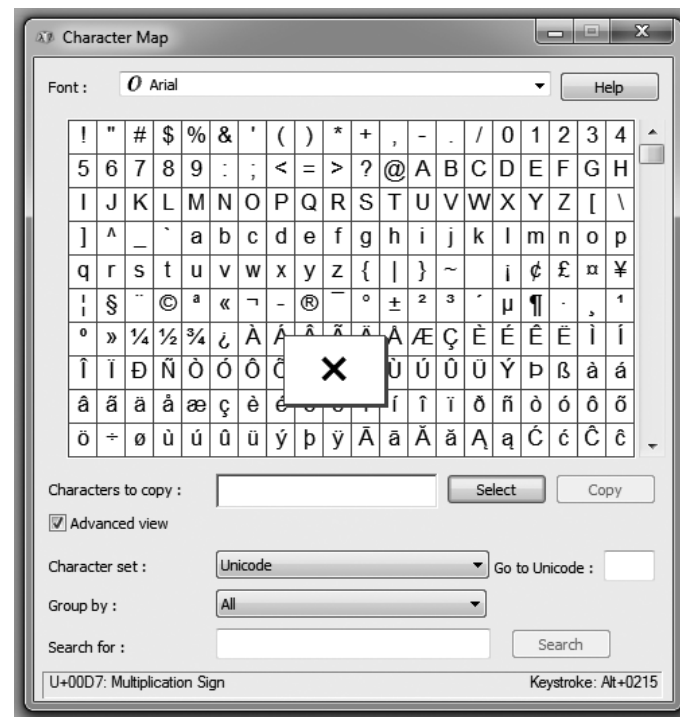 Character Map
Font : O Arial Help
! " # $ % & ' ( ) * + , - . / 0 1 2 3 4
5 6 7 8 9 : ; < = > ? @ A B C D E F G H
I J K L M N O P Q R S T U V W X Y Z [ \
] ^ _ ` a b c d e f g h i j k l m n o p
q r s t u v w x y z { | } ~ ¡ ¢ £ ¤ ¥
¦ § ¨ © ª « ¬ - ® ¯ ° ± ² ³ ´ µ ¶ · ¸ ¹
º » ¼ ½ ¾ ¿ À Á Â Ã Ä Å Æ Ç È É Ê Ë Ì Í
Î Ï Ð Ñ Ò Ó Ô Õ × Ù Ú Û Ü Ý Þ ß à á
â ã ä å æ ç è é í î ï ð ñ ò ó ô õ
ö ÷ ø ù ú û ü ý þ ÿ Ā ā Ă ă Ą ą Ć ć Ĉ ĉ
Characters to copy : Select Copy
Advanced view
Character set : Unicode Go to Unicode :
Group by : All
Search for : Search
U+00D7: Multiplication Sign Keystroke: Alt+0215